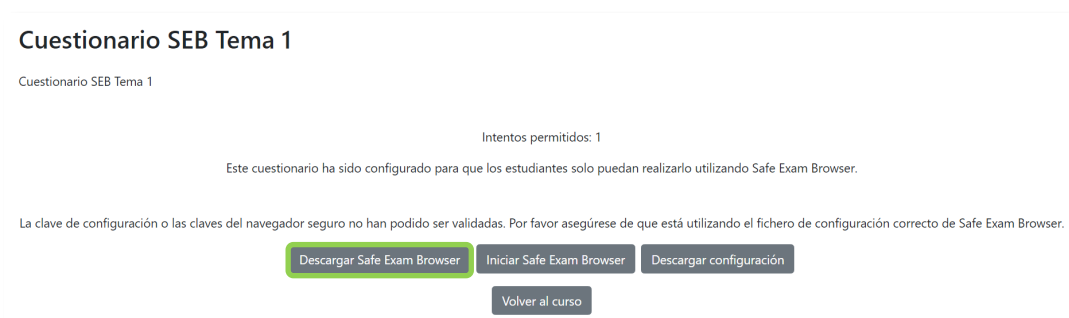 Cuestionario SEB Tema 1
Cuestionario SEB Tema 1
Intentos permitidos: 1
Este cuestionario ha sido configurado para que los estudiantes solo puedan realizarlo utilizando Safe Exam Browser.
La clave de configuración o las claves del navegador seguro no han podido ser validadas. Por favor asegúrese de que está utilizando el fichero de configuración correcto de Safe Exam Browser.
Descargar Safe Exam Browser Iniciar Safe Exam Browser Descargar configuración
Volver al curso